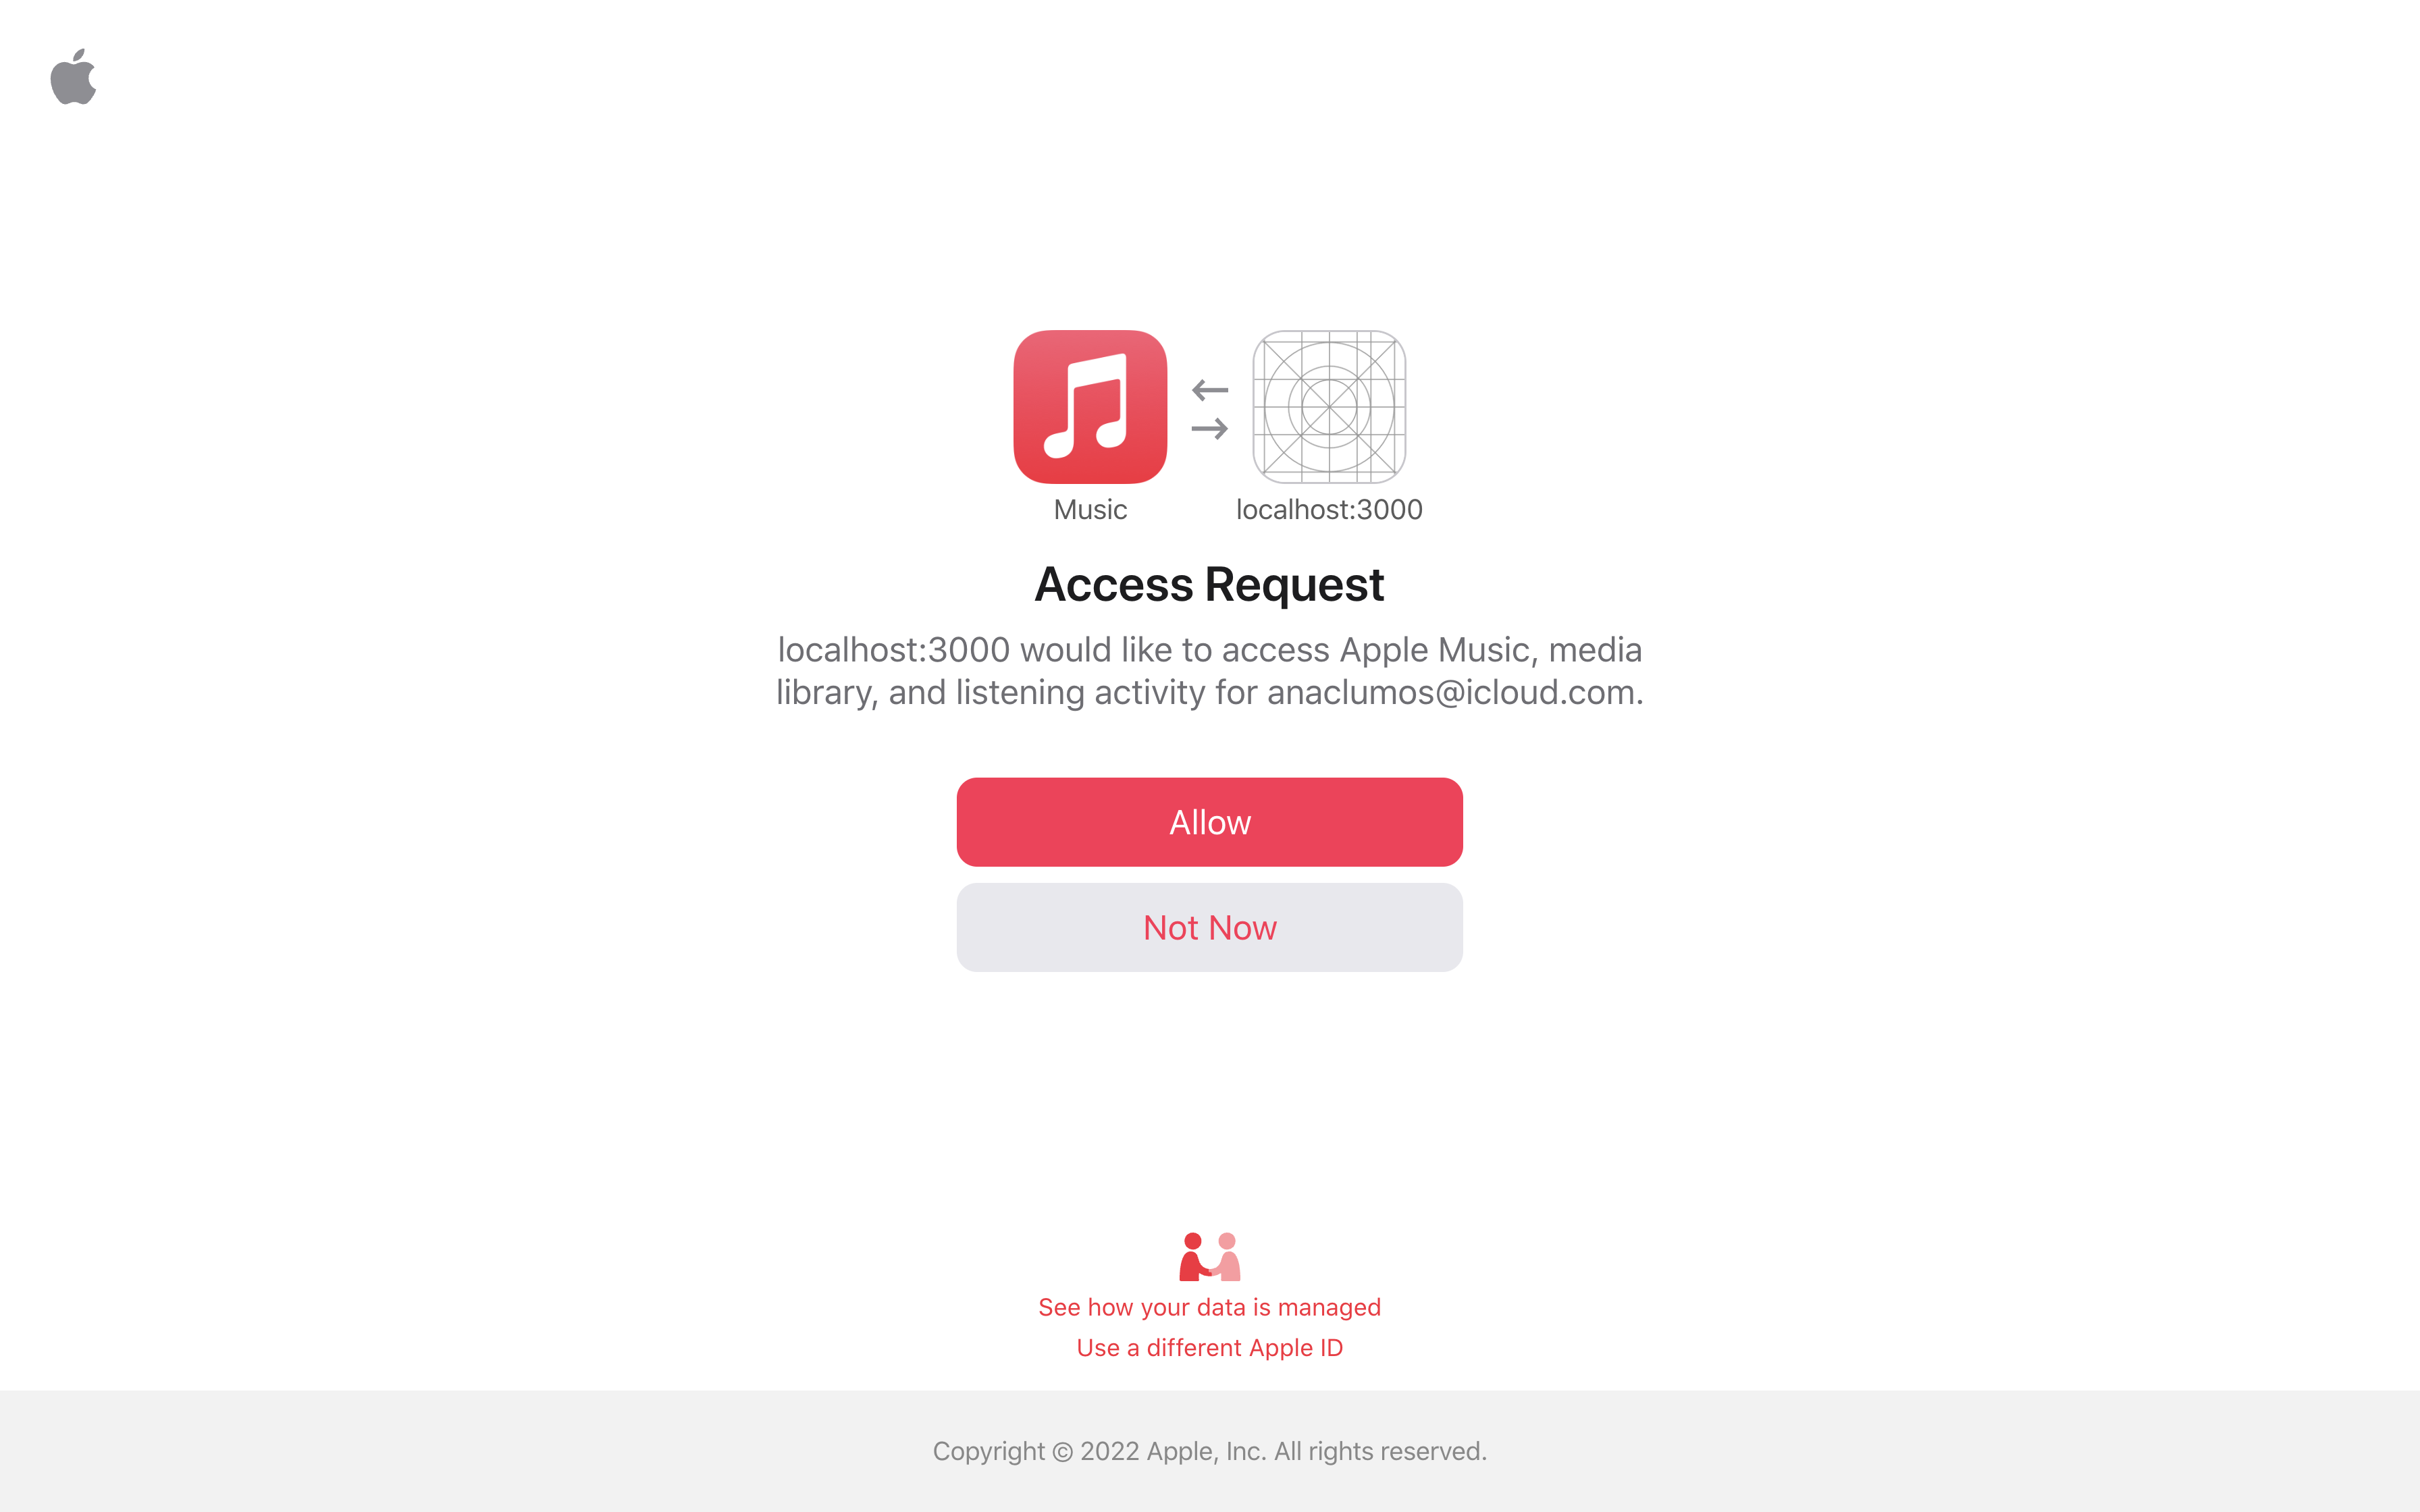 Music
localhost:3000
Access Request
localhost:3000 would like to access Apple Music, media
library, and listening activity for anaclumos@icloud.com.
Allow
Not Now
See how your data is managed
Use a different Apple ID
Copyright © 2022 Apple, Inc. All rights reserved.